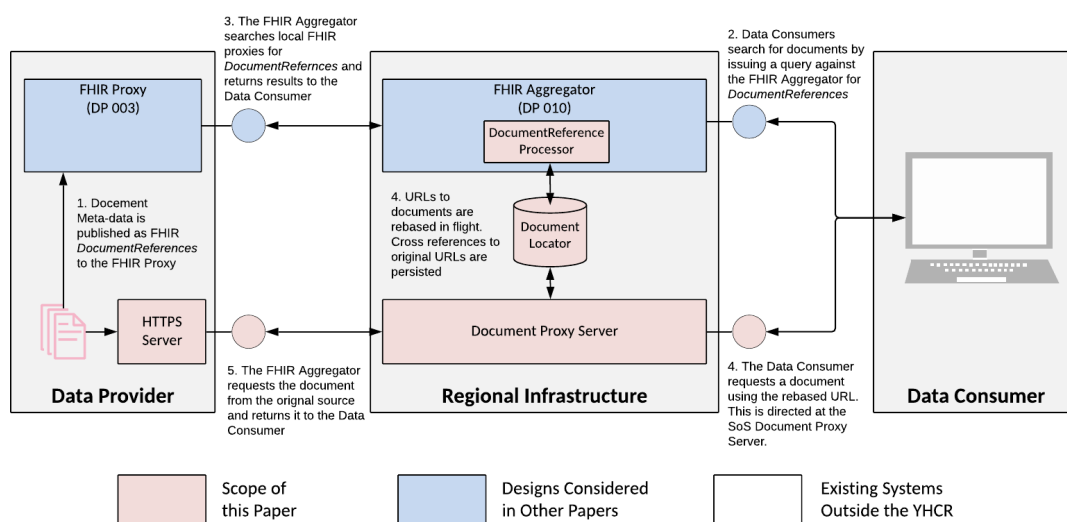 3. The FHIR Aggregator
searches local FHIR
proxies for
DocumentRefernces and
returns results to the
Data Consumer
2. Data Consumers
search for documents by
issuing a query against
the FHIR Aggregator for
DocumentReferences
FHIR Proxy
(DP 003)
FHIR Aggregator
(DP 010)
DocumentReference
Processor
1. Docement
Meta-data is
published as FHIR
DocumentReferences
to the FHIR Proxy
4. URLs to
documents are
rebased in flight.
Cross references to
original URLs are
persisted
Document
Locator
HTTPS
Server
Document Proxy Server
Data Provider
5. The FHIR Aggregator
requests the document
from the orignal source
and returns it to the Data
Consumer
Regional Infrastructure
4. The Data Consumer
requests a document
using the rebased URL.
This is directed at the
SoS Document Proxy
Server.
Data Consumer
Scope of
this Paper
Designs Considered
in Other Papers
Existing Systems
Outside the YHCR